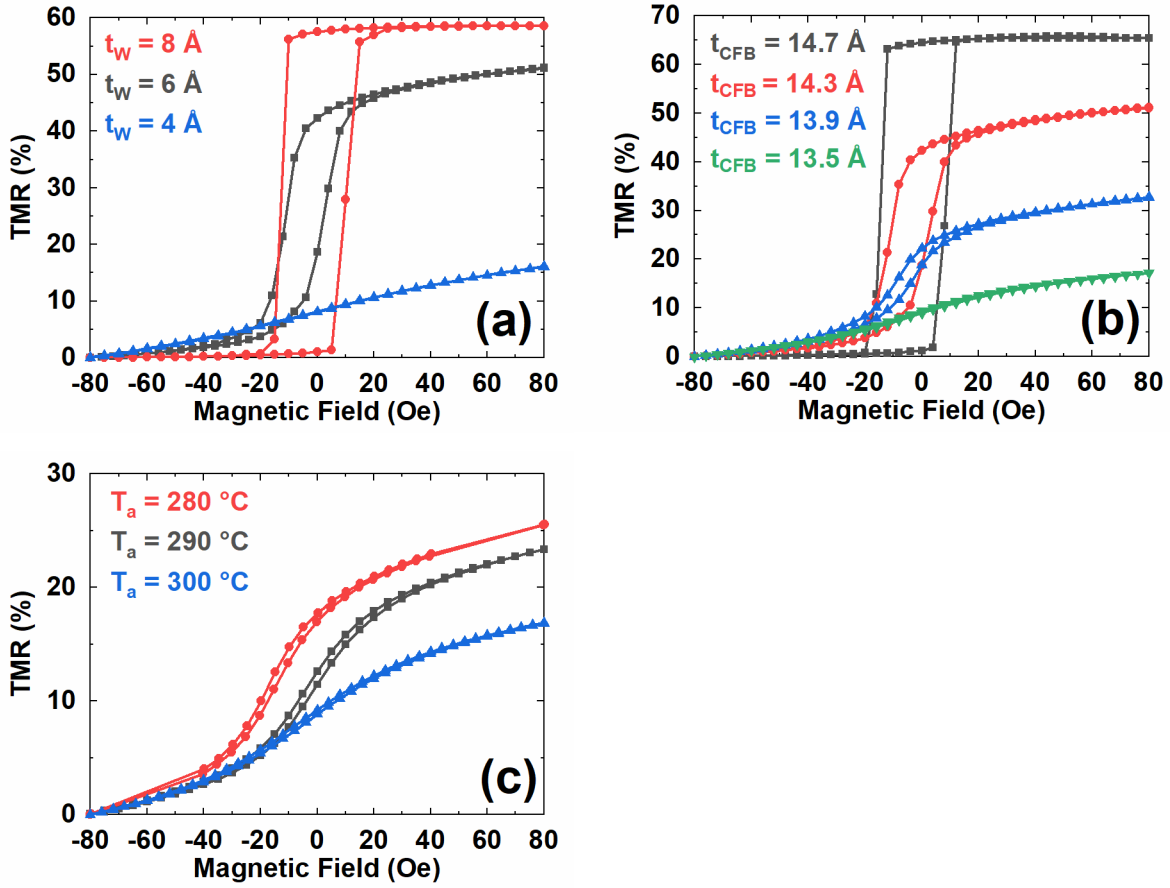 60
50
40
30
20
10
0
TMR (%)
t_W = 8 Å
t_W = 6 Å
t_W = 4 Å
(a)
-80 -60 -40 -20 0 20 40 60 80
Magnetic Field (Oe)
70
60
50
40
30
20
10
0
TMR (%)
t_CFB = 14.7 Å
t_CFB = 14.3 Å
t_CFB = 13.9 Å
t_CFB = 13.5 Å
(b)
-80 -60 -40 -20 0 20 40 60 80
Magnetic Field (Oe)
30
20
10
0
TMR (%)
T_a = 280 °C
T_a = 290 °C
T_a = 300 °C
(c)
-80 -60 -40 -20 0 20 40 60 80
Magnetic Field (Oe)